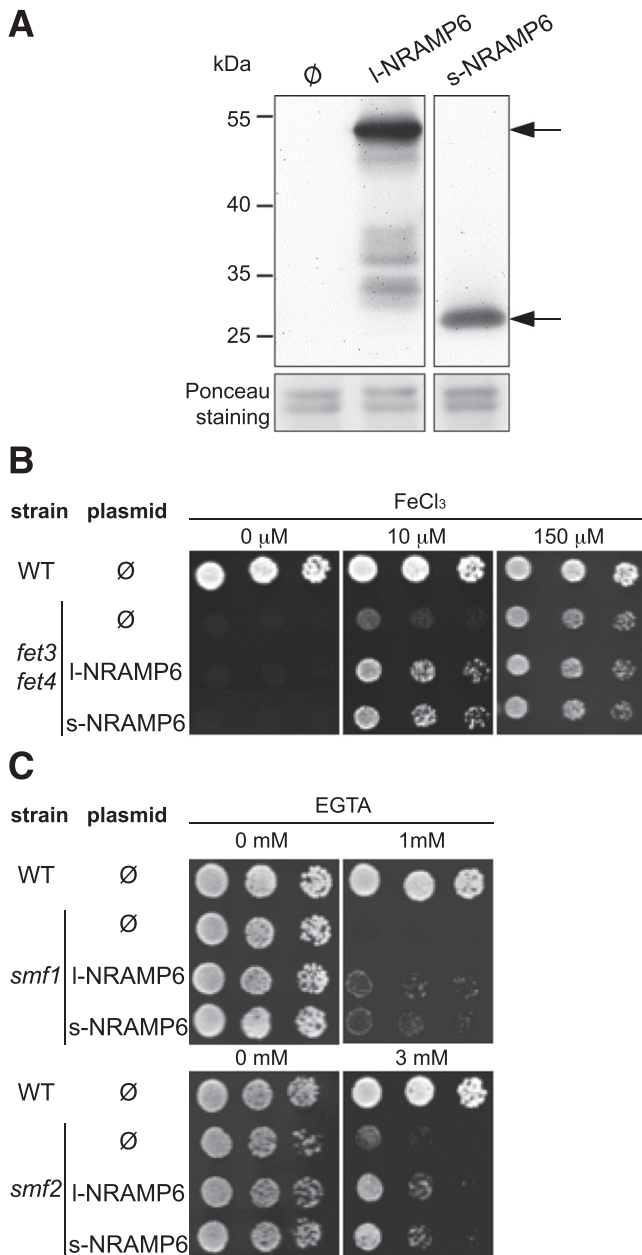 A
kDa Ø l-NRAMP6 s-NRAMP6
55
40
35
25
Ponceau
staining
B
strain plasmid FeCl₃
0 µM 10 µM 150 µM
WT Ø
Ø
fet3
fet4
l-NRAMP6
s-NRAMP6
C
strain plasmid EGTA
0 mM 1mM
WT Ø
Ø
smf1 l-NRAMP6
s-NRAMP6
0 mM 3 mM
WT Ø
Ø
smf2 l-NRAMP6
s-NRAMP6